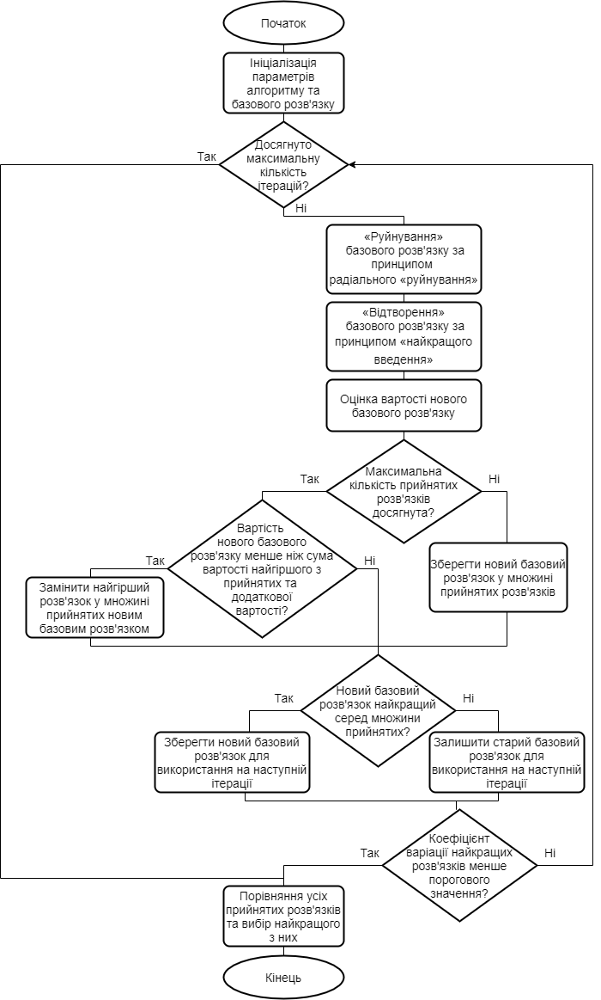 Початок
Ініціалізація
параметрів
алгоритму та
базового розв'язку
Досягнуто
максимальну
кількість
ітерацій?
Так
Ні
«Руйнування»
базового розв'язку за
принципом
радіального «руйнування»
«Відтворення»
базового розв'язку за
принципом «найкращого
введення»
Оцінка вартості нового
базового розв'язку
Максимальна
кількість прийнятих
розв'язків
досягнута?
Так
Ні
Вартість
нового базового
розв'язку менше ніж сума
вартості найгіршого з
прийнятих та
додаткової
вартості?
Так
Ні
Зберегти новий базовий
розв'язок у множині
прийнятих розв'язків
Замінити найгірший
розв'язок у множині
прийнятих новим
базовим розв'язком
Новий базовий
розв'язок найкращий
серед множини
прийнятих?
Так
Ні
Зберегти новий базовий
розв'язок для
використання на наступній
ітерації
Залишити старий базовий
розв'язок для
використання на наступній
ітерації
Коефіцієнт
варіації найкращих
розв'язків менше
порогового
значення?
Так
Ні
Порівняння усіх
прийнятих розв'язків
та вибір найкращого
з них
Кінець